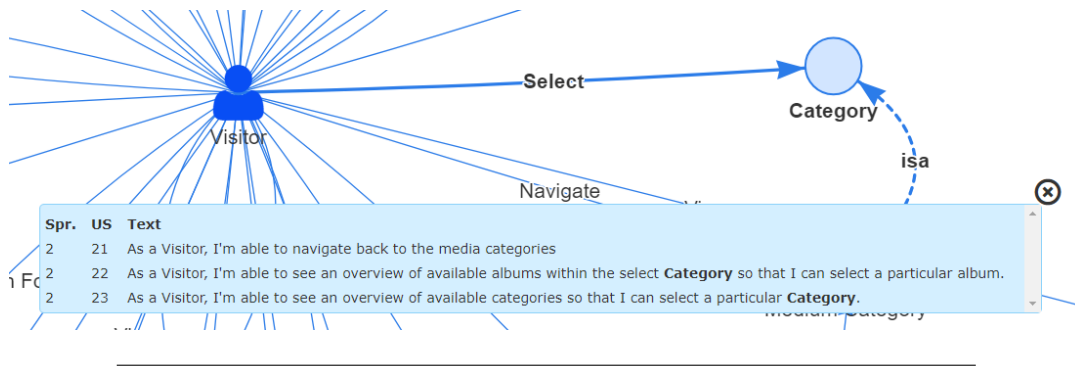 Select
Category
Visitor
isa
Navigate
Spr. US Text
2 21 As a Visitor, I'm able to navigate back to the media categories
2 22 As a Visitor, I'm able to see an overview of available albums within the select Category so that I can select a particular album.
2 23 As a Visitor, I'm able to see an overview of available categories so that I can select a particular Category.